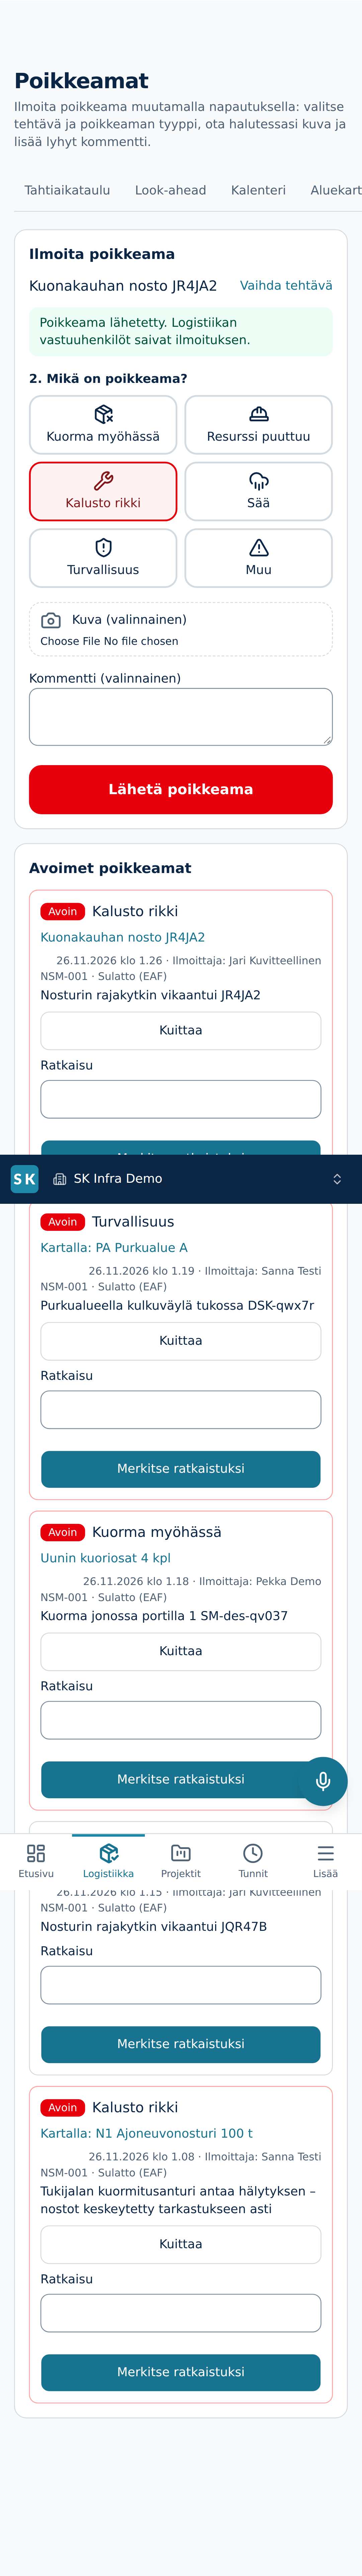 Poikkeamat
Ilmoita poikkeama muutamalla napautuksella: valitse
tehtävä ja poikkeaman tyyppi, ota halutessasi kuva ja
lisää lyhyt kommentti.
Tahtiaikataulu Look-ahead Kalenteri Aluekart
Ilmoita poikkeama
Kuonakauhan nosto JR4JA2 Vaihda tehtävä
Poikkeama lähetetty. Logistiikan
vastuuhenkilöt saivat ilmoituksen.
2. Mikä on poikkeama?
Kuorma myöhässä Resurssi puuttuu
Kalusto rikki Sää
Turvallisuus Muu
Kuva (valinnainen)
Choose File No file chosen
Kommentti (valinnainen)
Lähetä poikkeama
Avoimet poikkeamat
Avoin Kalusto rikki
Kuonakauhan nosto JR4JA2
26.11.2026 klo 1.26 · Ilmoittaja: Jari Kuvitteellinen
NSM-001 · Sulatto (EAF)
Nosturin rajakytkin vikaantui JR4JA2
Kuittaa
Ratkaisu
SK SK Infra Demo
Avoin Turvallisuus
Kartalla: PA Purkualue A
26.11.2026 klo 1.19 · Ilmoittaja: Sanna Testi
NSM-001 · Sulatto (EAF)
Purkualueella kulkuväylä tukossa DSK-qwx7r
Kuittaa
Ratkaisu
Merkitse ratkaistuksi
Avoin Kuorma myöhässä
Uunin kuoriosat 4 kpl
26.11.2026 klo 1.18 · Ilmoittaja: Pekka Demo
NSM-001 · Sulatto (EAF)
Kuorma jonossa portilla 1 SM-des-qv037
Kuittaa
Ratkaisu
Merkitse ratkaistuksi
Etusivu Logistiikka Projektit Tunnit Lisää
26.11.2026 klo 1.15 · Ilmoittaja: Jari Kuvitteellinen
NSM-001 · Sulatto (EAF)
Nosturin rajakytkin vikaantui JQR47B
Ratkaisu
Merkitse ratkaistuksi
Avoin Kalusto rikki
Kartalla: N1 Ajoneuvonosturi 100 t
26.11.2026 klo 1.08 · Ilmoittaja: Sanna Testi
NSM-001 · Sulatto (EAF)
Tukijalan kuormitusanturi antaa hälytyksen –
nostot keskeytetty tarkastukseen asti
Kuittaa
Ratkaisu
Merkitse ratkaistuksi